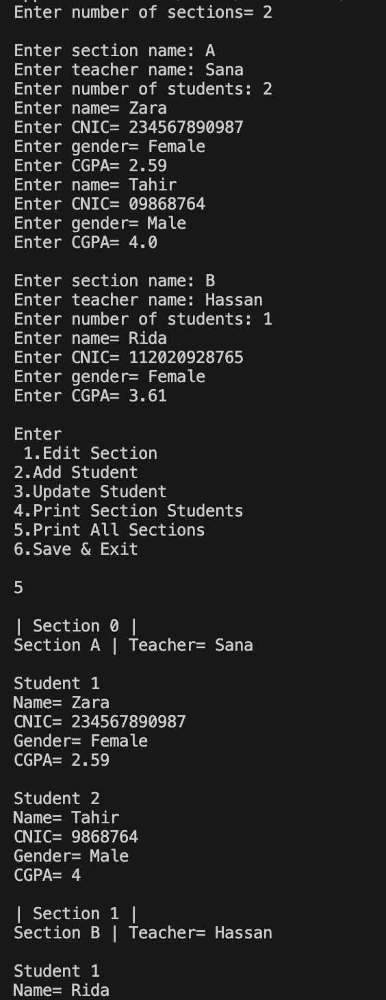 Enter number of sections= 2
Enter section name: A
Enter teacher name: Sana
Enter number of students: 2
Enter name= Zara
Enter CNIC= 234567890987
Enter gender= Female
Enter CGPA= 2.59
Enter name= Tahir
Enter CNIC= 09868764
Enter gender= Male
Enter CGPA= 4.0
Enter section name: B
Enter teacher name: Hassan
Enter number of students: 1
Enter name= Rida
Enter CNIC= 112020928765
Enter gender= Female
Enter CGPA= 3.61
Enter
1.Edit Section
2.Add Student
3.Update Student
4.Print Section Students
5.Print All Sections
6.Save & Exit
5
| Section 0 |
Section A | Teacher= Sana
Student 1
Name= Zara
CNIC= 234567890987
Gender= Female
CGPA= 2.59
Student 2
Name= Tahir
CNIC= 9868764
Gender= Male
CGPA= 4
| Section 1 |
Section B | Teacher= Hassan
Student 1
Name= Rida